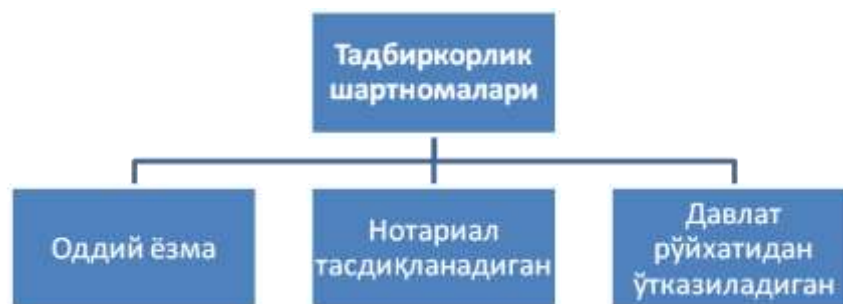 Тадбиркорлик
шартномалари
Оддий ёзма
Нотариал
тасдиқланадиган
Давлат
рўйхатидан
ўтказиладиган